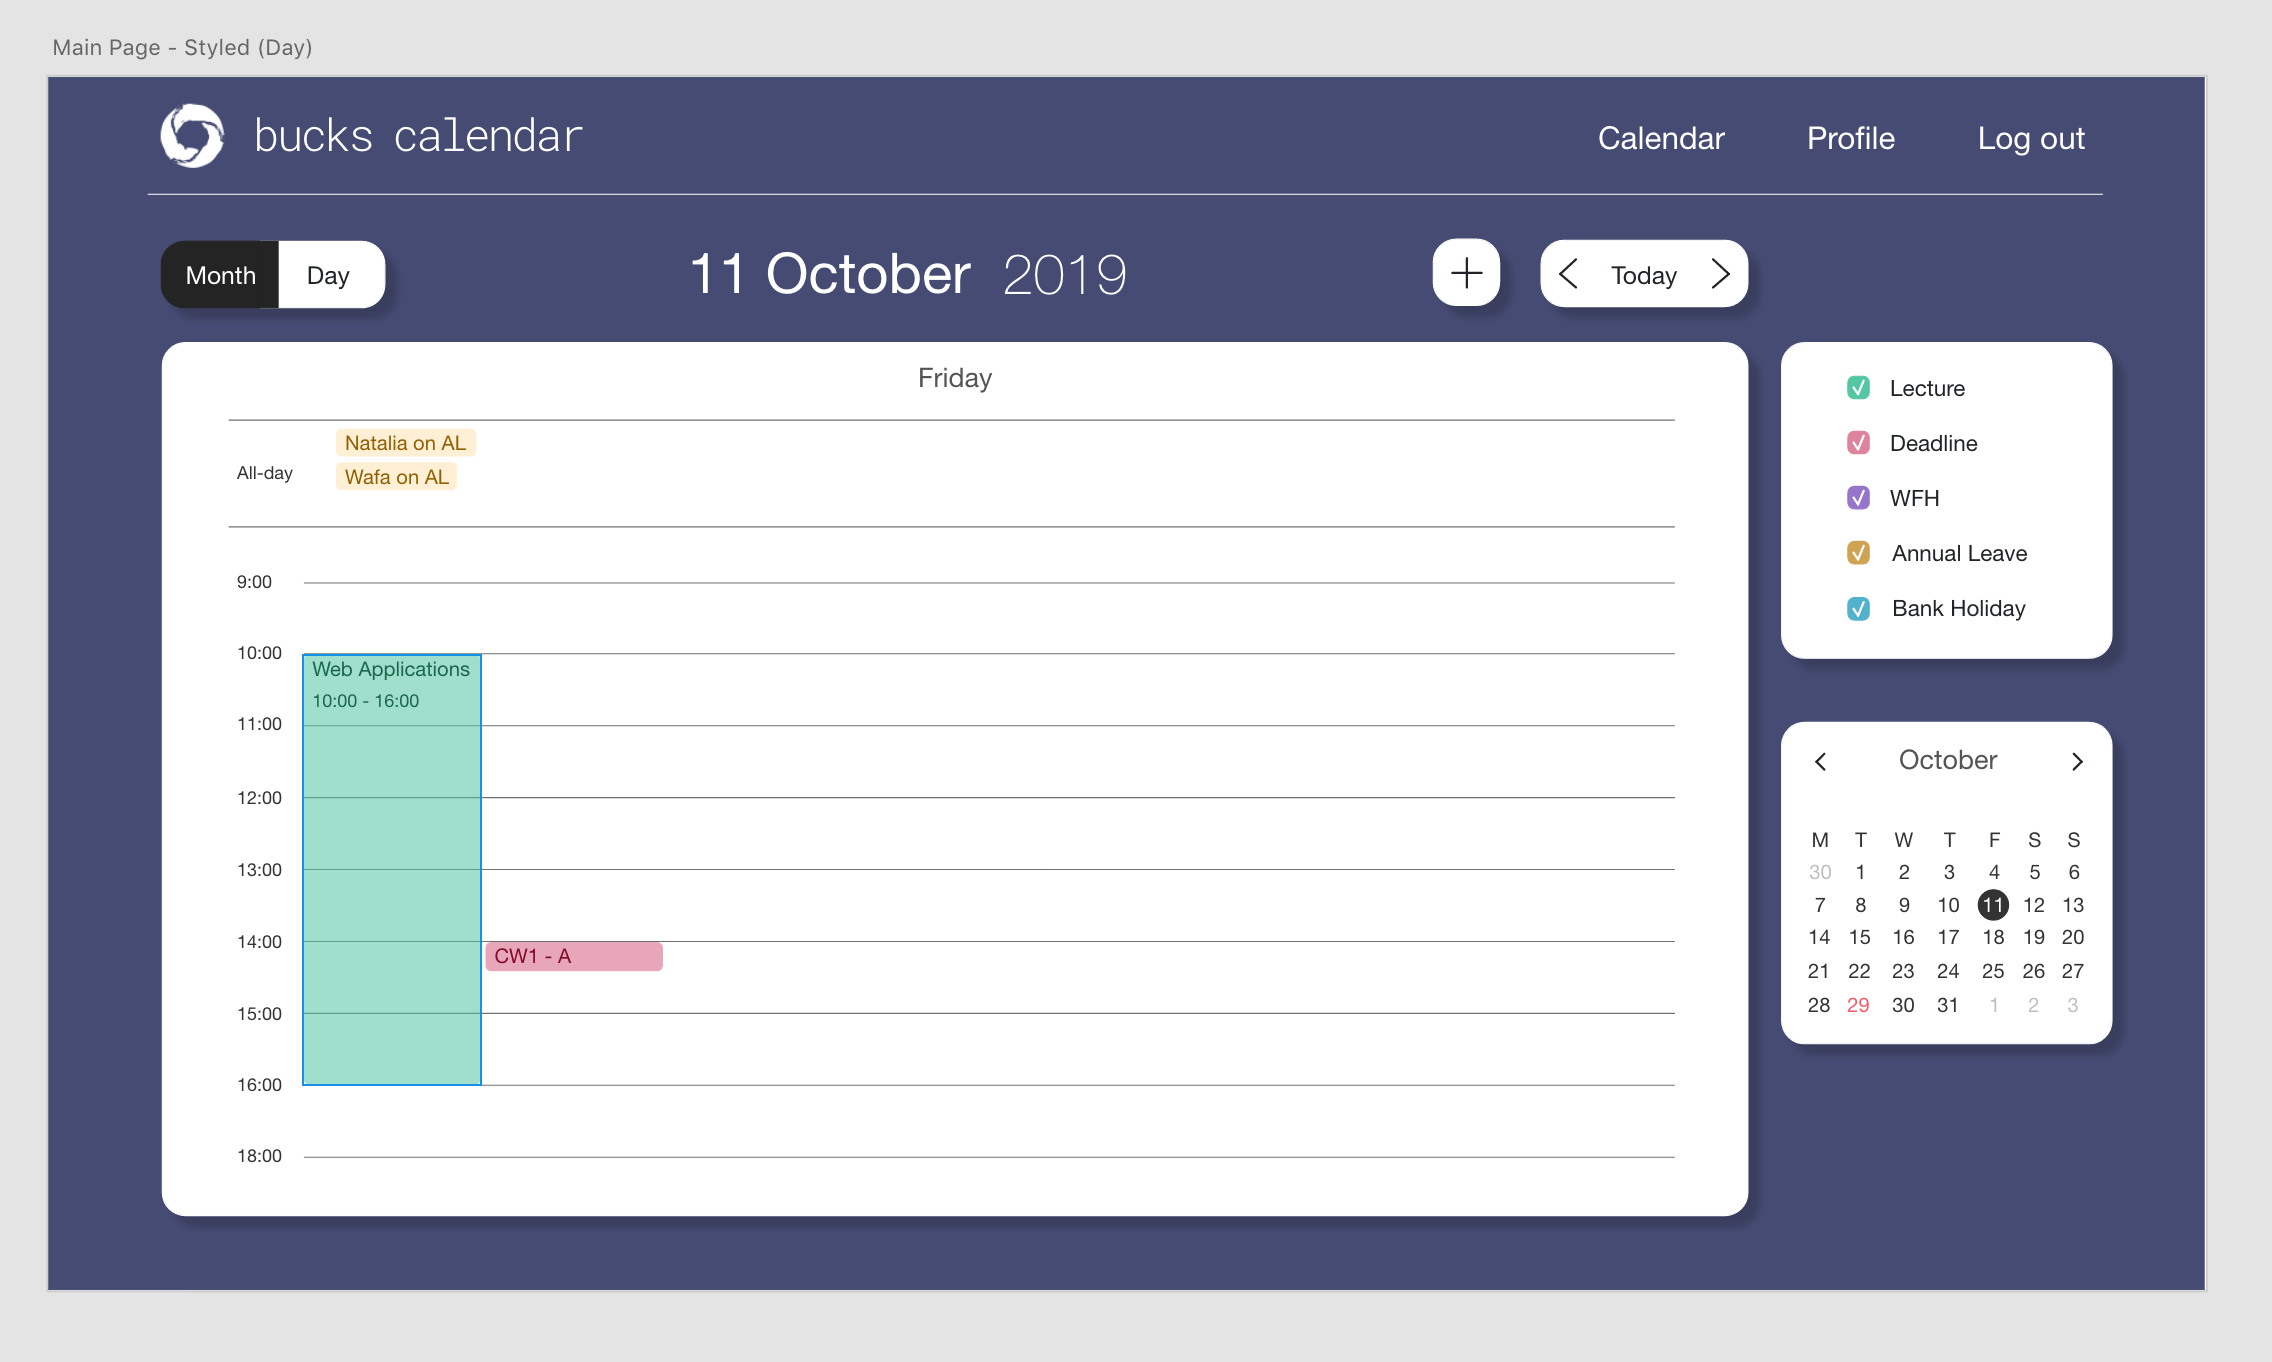 Main Page - Styled (Day)
bucks calendar
Calendar Profile Log out
Month Day
11 October 2019
Today
Friday
All-day
Natalia on AL
Wafa on AL
9:00
10:00
Web Applications
10:00 - 16:00
11:00
12:00
13:00
14:00
CW1 - A
15:00
16:00
18:00
Lecture
Deadline
WFH
Annual Leave
Bank Holiday
October
M T W T F S S
30 1 2 3 4 5 6
7 8 9 10 11 12 13
14 15 16 17 18 19 20
21 22 23 24 25 26 27
28 29 30 31 1 2 3